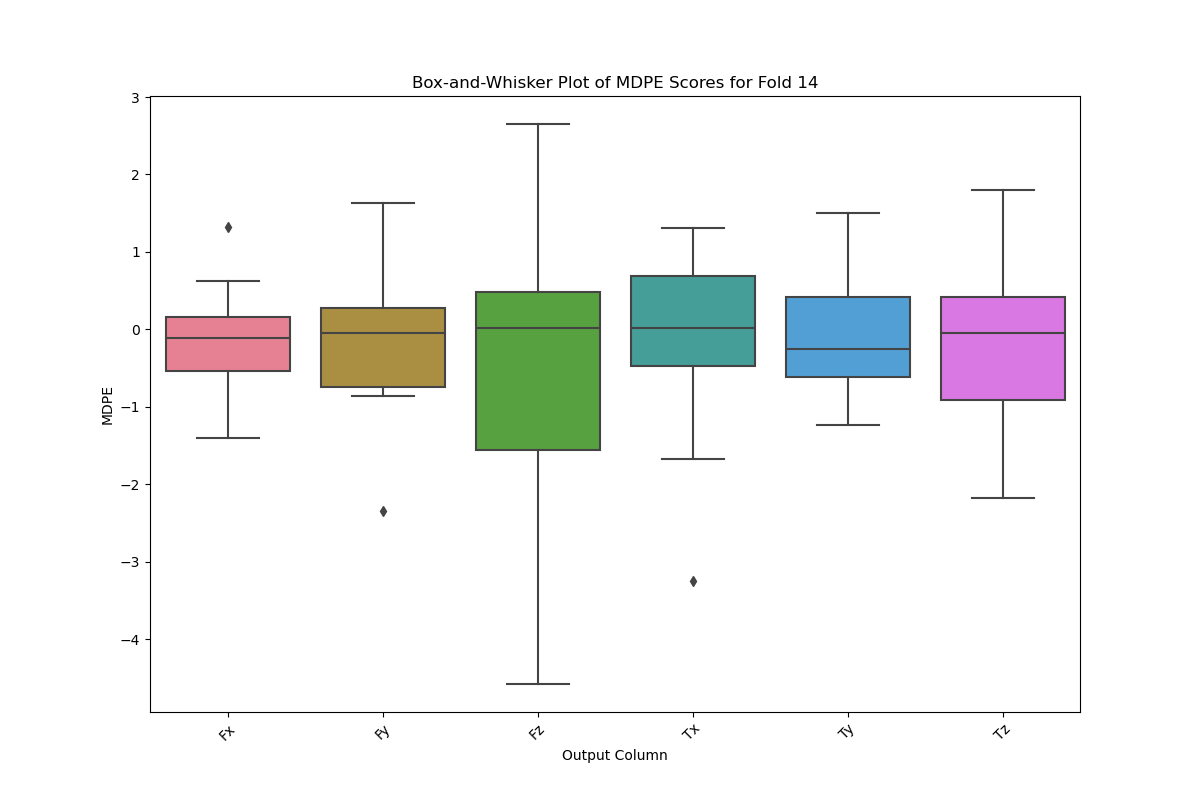 Box-and-Whisker Plot of MDPE Scores for Fold 14
3
2
1
0
−1
−2
−3
−4
MDPE
Fx
Fy
Fz
Tx
Ty
Tz
Output Column